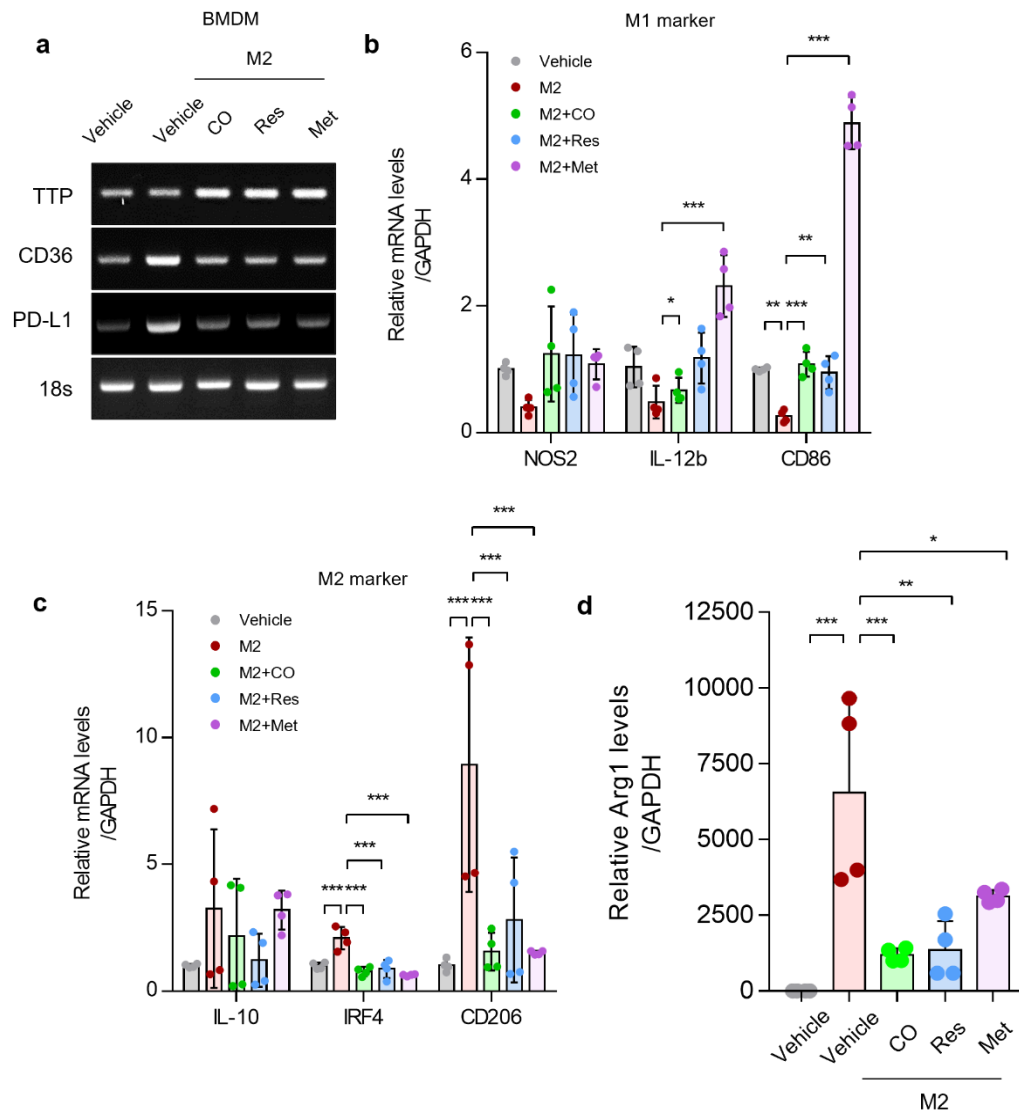 BMDM
a
M2
Vehicle Vehicle CO Res Met
TTP
CD36
PD-L1
18s
b
M1 marker
Relative mRNA levels
/GAPDH
6
4
2
0
Vehicle
M2
M2+CO
M2+Res
M2+Met
***
***
**
*
** ***
NOS2 IL-12b CD86
c
M2 marker
Relative mRNA levels
/GAPDH
15
10
5
0
Vehicle
M2
M2+CO
M2+Res
M2+Met
***
***
*** ***
***
***
*** ***
IL-10 IRF4 CD206
d
Relative Arg1 levels
/GAPDH
12500
10000
7500
5000
2500
0
*
**
*** ***
Vehicle Vehicle CO Res Met
M2